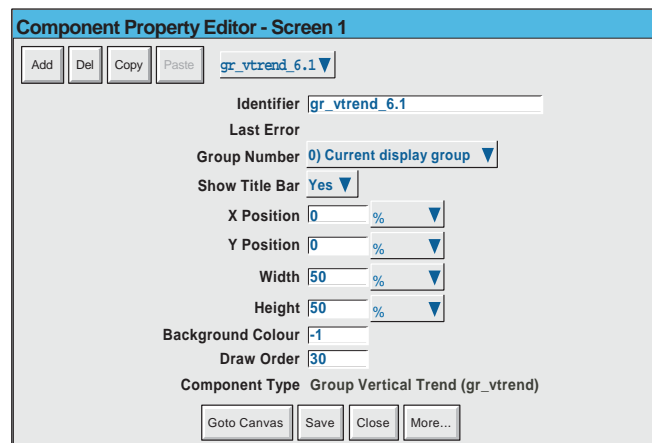 Component Property Editor - Screen 1
Add Del Copy Paste gr_vtrend_6.1
Identifier gr_vtrend_6.1
Last Error
Group Number 0) Current display group
Show Title Bar Yes
X Position 0 %
Y Position 0 %
Width 50 %
Height 50 %
Background Colour -1
Draw Order 30
Component Type Group Vertical Trend (gr_vtrend)
Goto Canvas Save Close More...